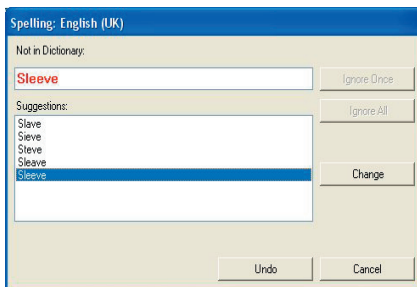 Spelling: English (UK)
Not in Dictionary:
Sleeve
Ignore Once
Suggestions:
Ignore All
Slave
Sieve
Steve
Sleave
Sleeve
Change
Undo
Cancel